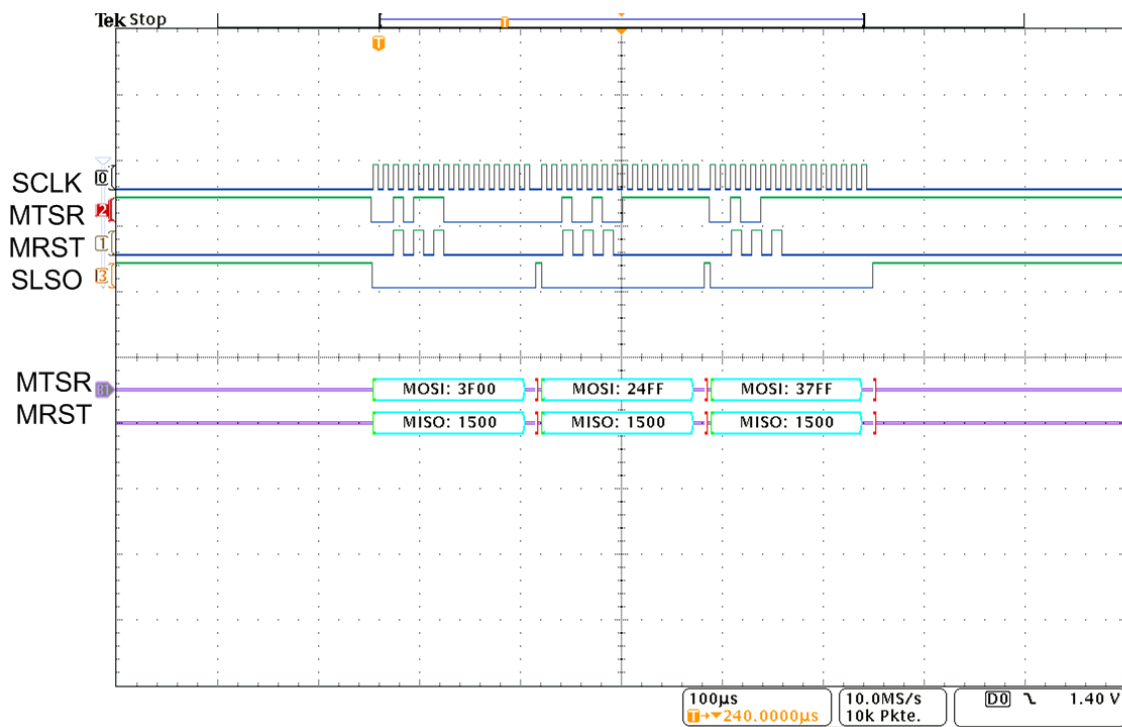 Tek Stop
T
T
SCLK 0
MTSR 2
MRST 1
SLSO 3
MTSR B1 MOSI: 3F00 MOSI: 24FF MOSI: 37FF
MRST MISO: 1500 MISO: 1500 MISO: 1500
100µs 10.0MS/s D0 1.40 V
T→▼240.0000µs 10k Pkte.